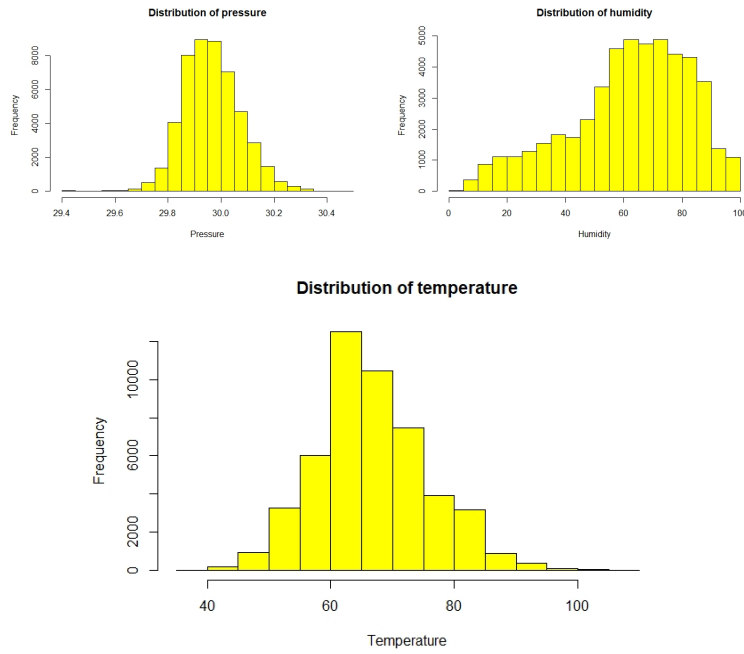 Distribution of pressure
Frequency
0 2000 4000 6000 8000
29.4 29.6 29.8 30.0 30.2 30.4
Pressure
Distribution of humidity
Frequency
0 1000 2000 3000 4000 5000
0 20 40 60 80 100
Humidity
Distribution of temperature
Frequency
0 2000 6000 10000
40 60 80 100
Temperature